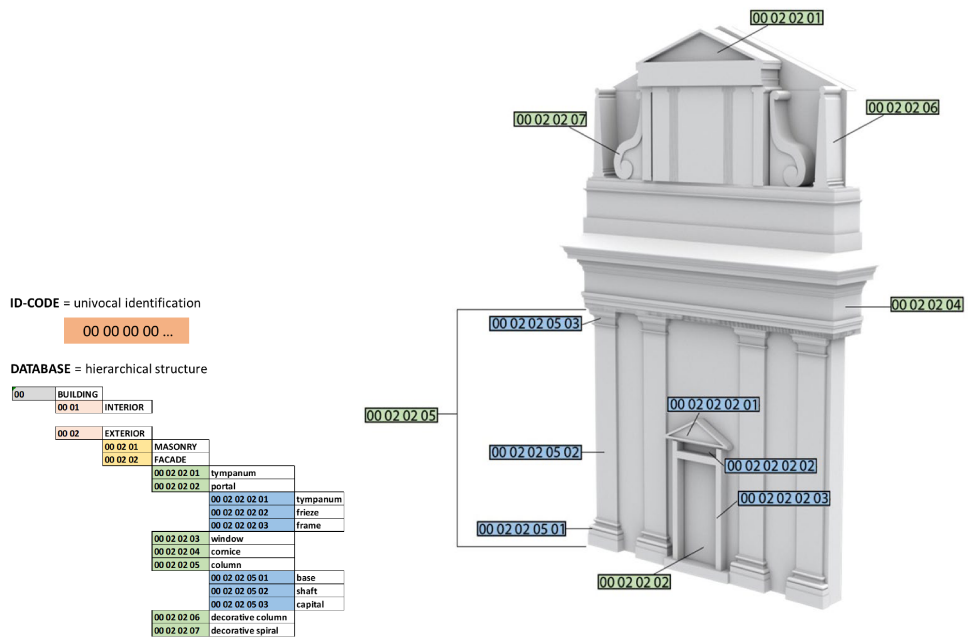 ID-CODE = univocal identification
00 00 00 00 ...
DATABASE = hierarchical structure
00 BUILDING
00 01 INTERIOR
00 02 EXTERIOR
00 02 01 MASONRY
00 02 02 FACADE
00 02 02 01 tympanum
00 02 02 02 portal
00 02 02 02 01 tympanum
00 02 02 02 02 frieze
00 02 02 02 03 frame
00 02 02 03 window
00 02 02 04 cornice
00 02 02 05 column
00 02 02 05 01 base
00 02 02 05 02 shaft
00 02 02 05 03 capital
00 02 02 06 decorative column
00 02 02 07 decorative spiral
00 02 02 01
00 02 02 06
00 02 02 07
00 02 02 04
00 02 02 05 03
00 02 02 02 01
00 02 02 05
00 02 02 05 02
00 02 02 02 02
00 02 02 02 03
00 02 02 05 01
00 02 02 02